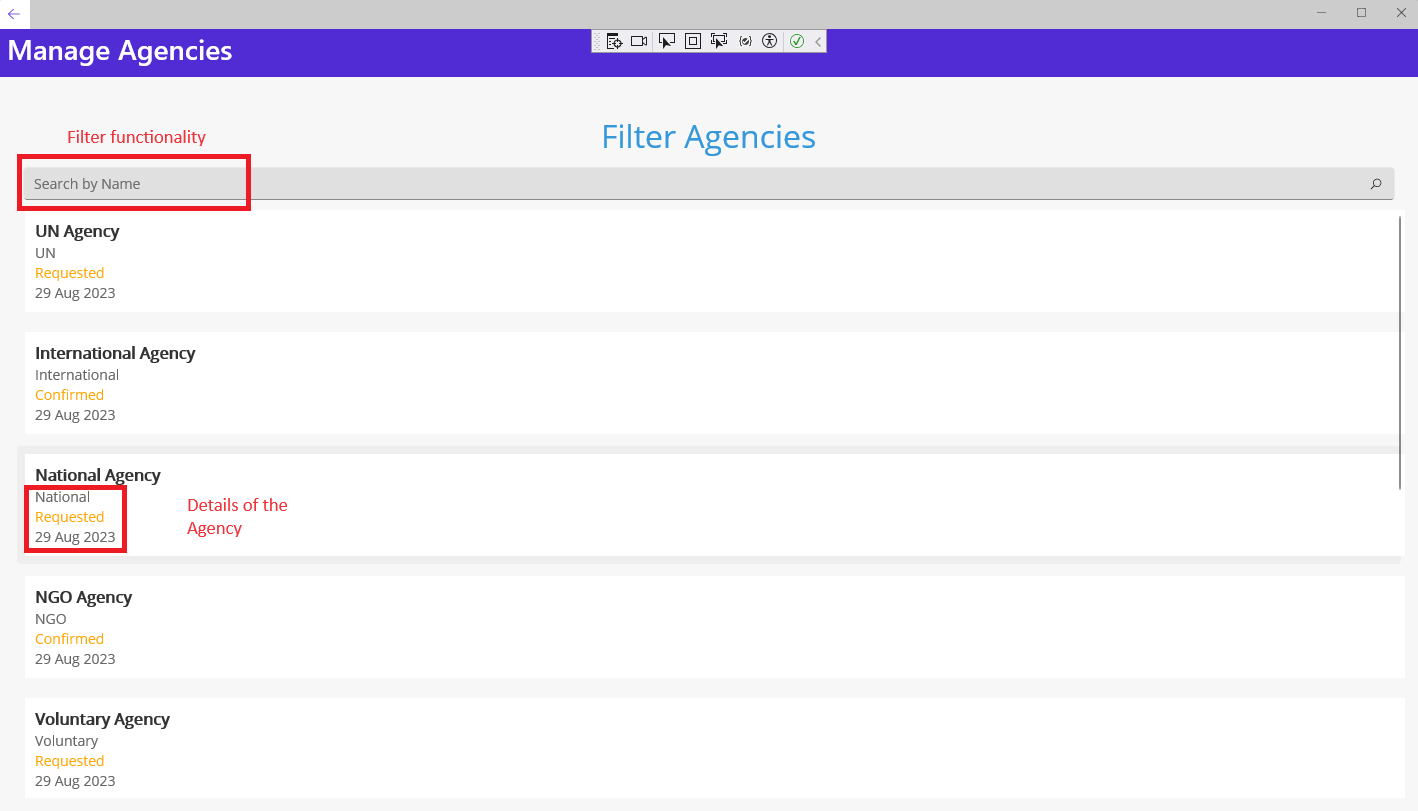 Manage Agencies
Filter functionality
Filter Agencies
Search by Name
UN Agency
UN
Requested
29 Aug 2023
International Agency
International
Confirmed
29 Aug 2023
National Agency
National
Requested
29 Aug 2023
Details of the
Agency
NGO Agency
NGO
Confirmed
29 Aug 2023
Voluntary Agency
Voluntary
Requested
29 Aug 2023